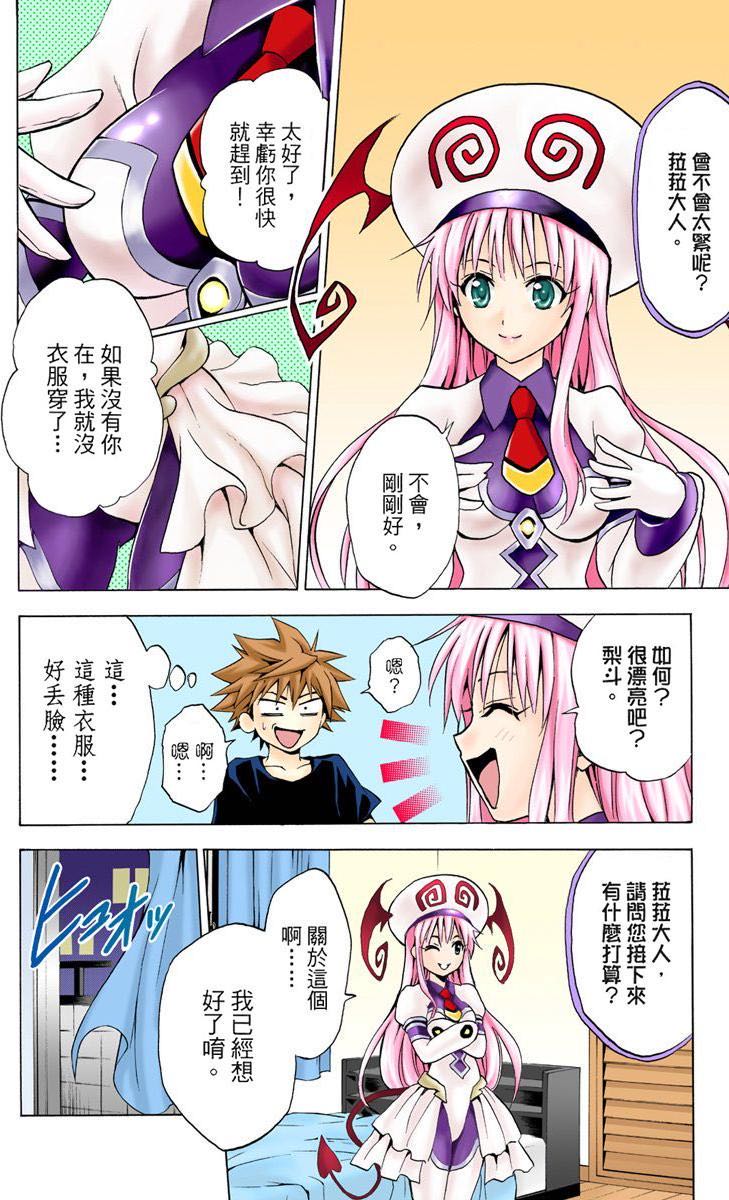 會不會太緊呢?
菈菈大人。
不會,
剛剛好。
太好了,
幸虧你很快
就趕到!
如果沒有你
在,我就沒
衣服穿了…
如何?
很漂亮吧?
梨斗。
嗯?
啊…
嗯…
這…
這種衣服…
好丟臉……
菈菈大人,
請問您接下來
有什麼打算?
關於這個
啊……
我已經想
好了唷。
ヒュオッ